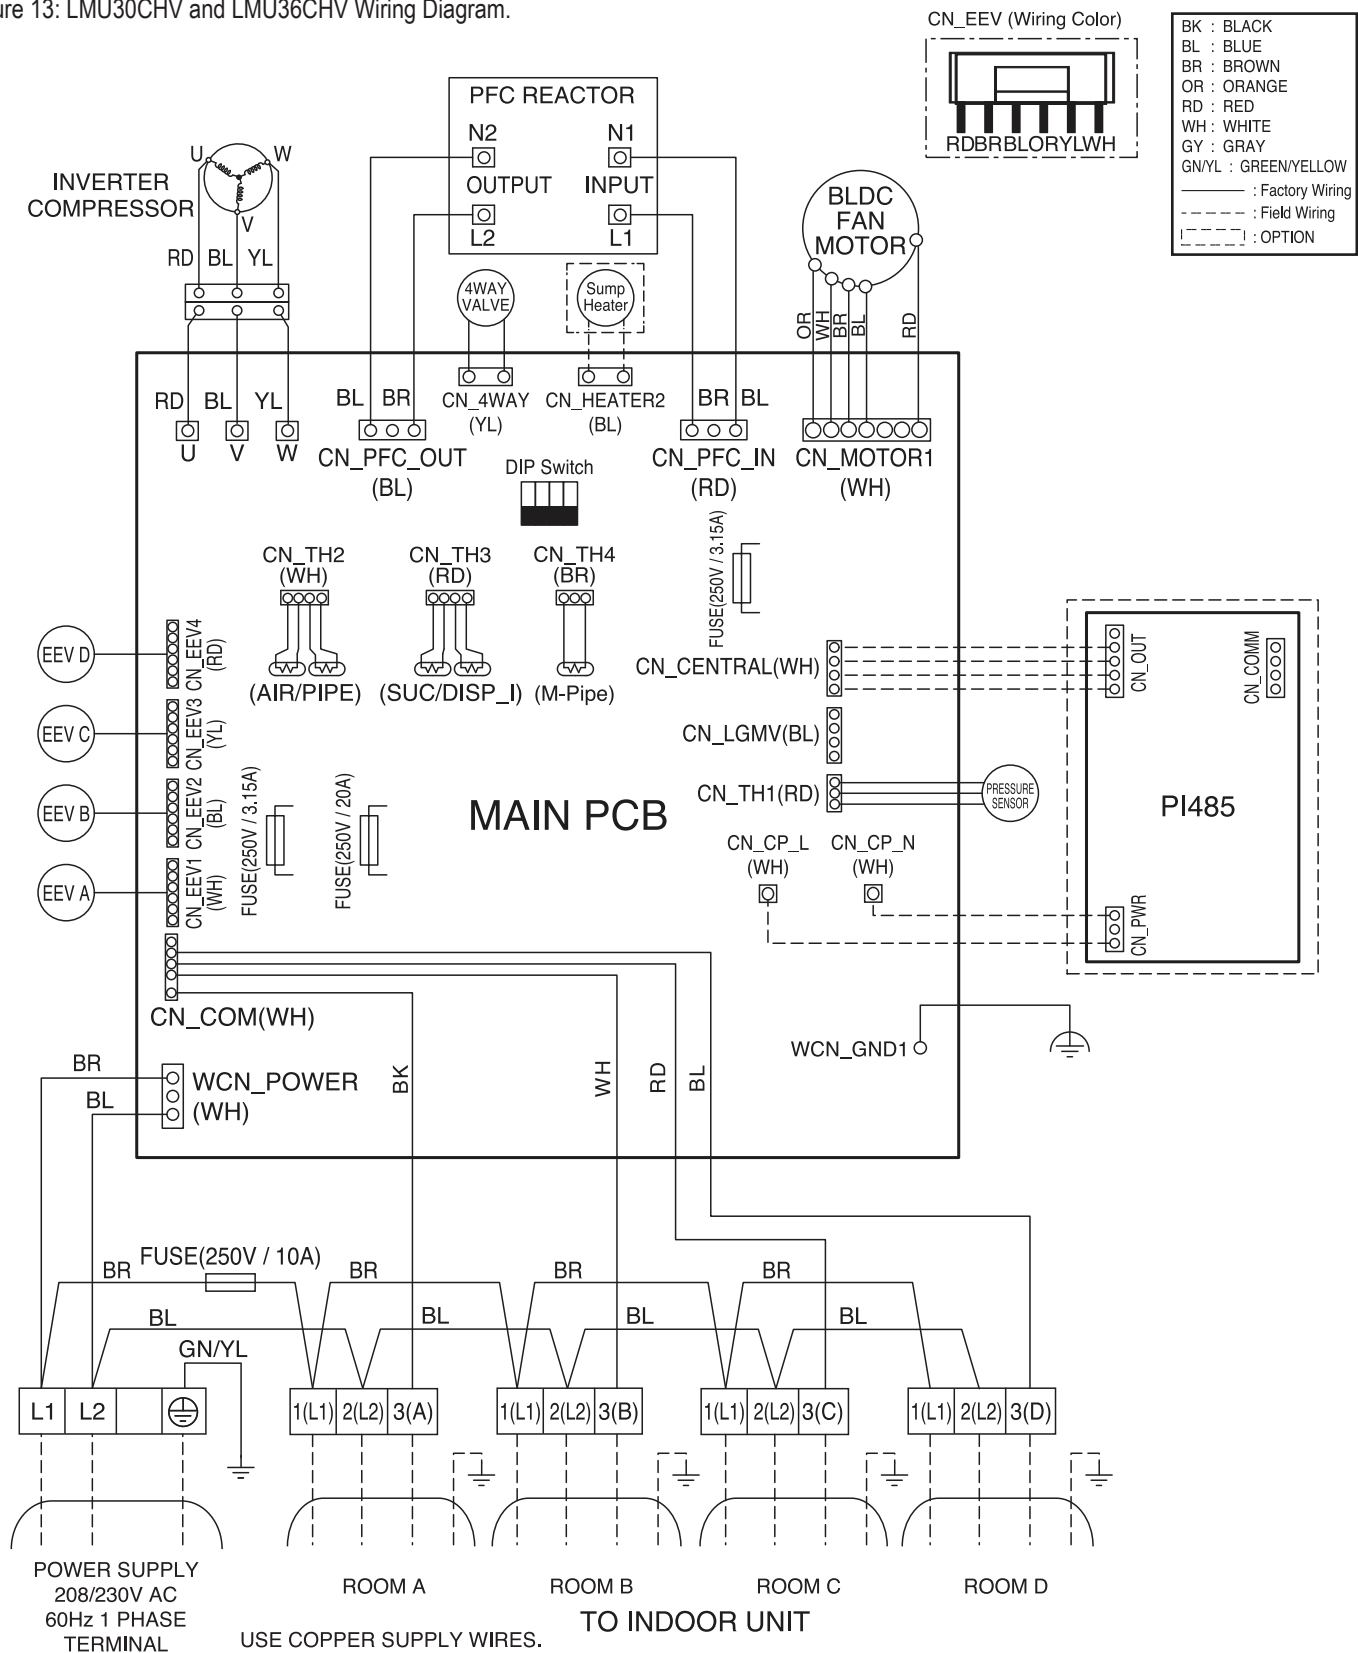 ure 13: LMU30CHV and LMU36CHV Wiring Diagram.
CN_EEV (Wiring Color)
RDBRBLORYLWH
BK : BLACK
BL : BLUE
BR : BROWN
OR : ORANGE
RD : RED
WH : WHITE
GY : GRAY
GN/YL : GREEN/YELLOW
: Factory Wiring
: Field Wiring
: OPTION
PFC REACTOR
N2
N1
OUTPUT
INPUT
L2
L1
U
W
V
INVERTER
COMPRESSOR
RD
BL
YL
4WAY
VALVE
Sump
Heater
BLDC
FAN
MOTOR
OR
WH
BR
BL
RD
RD
BL
YL
U
V
W
BL
BR
CN_PFC_OUT
(BL)
CN_4WAY
(YL)
CN_HEATER2
(BL)
BR
BL
CN_PFC_IN
(RD)
CN_MOTOR1
(WH)
DIP Switch
FUSE(250V / 3.15A)
CN_TH2
(WH)
(AIR/PIPE)
CN_TH3
(RD)
(SUC/DISP_I)
CN_TH4
(BR)
(M-Pipe)
EEV D
CN_EEV4
(RD)
EEV C
CN_EEV3
(YL)
EEV B
CN_EEV2
(BL)
EEV A
CN_EEV1
(WH)
FUSE(250V / 3.15A)
FUSE(250V / 20A)
MAIN PCB
CN_CENTRAL(WH)
CN_LGMV(BL)
CN_TH1(RD)
PRESSURE
SENSOR
CN_CP_L
(WH)
CN_CP_N
(WH)
CN_OUT
CN_COMM
PI485
CN_PWR
CN_COM(WH)
WCN_GND1
BR
BL
WCN_POWER
(WH)
BK
WH
RD
BL
FUSE(250V / 10A)
BR
BR
BR
BR
BL
BL
BL
BL
GN/YL
L1
L2
1(L1)
2(L2)
3(A)
1(L1)
2(L2)
3(B)
1(L1)
2(L2)
3(C)
1(L1)
2(L2)
3(D)
POWER SUPPLY
208/230V AC
60Hz 1 PHASE
TERMINAL
ROOM A
ROOM B
ROOM C
ROOM D
TO INDOOR UNIT
USE COPPER SUPPLY WIRES.